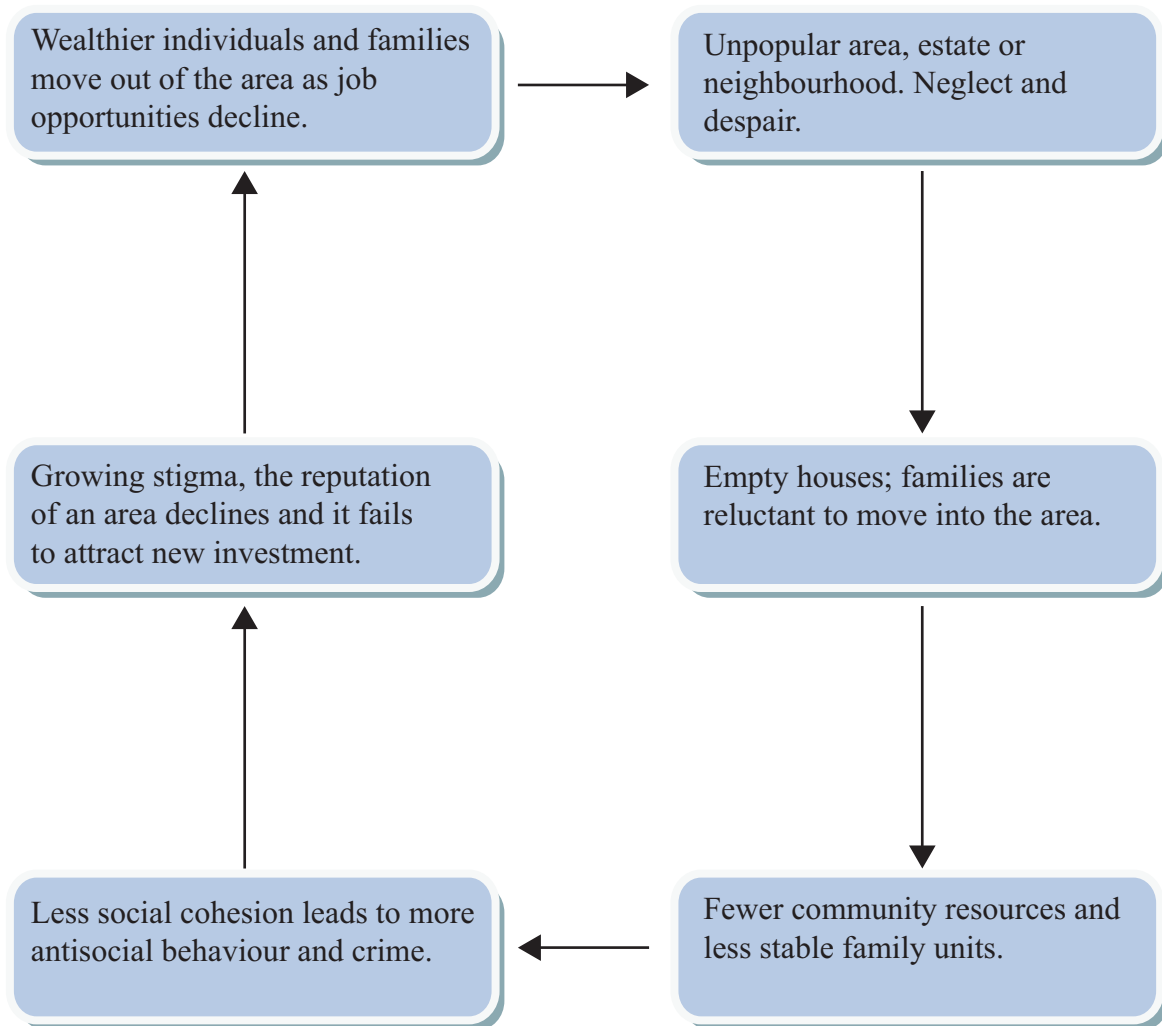 Wealthier individuals and families
move out of the area as job
opportunities decline.
Unpopular area, estate or
neighbourhood. Neglect and
despair.
Empty houses; families are
reluctant to move into the area.
Fewer community resources and
less stable family units.
Less social cohesion leads to more
antisocial behaviour and crime.
Growing stigma, the reputation
of an area declines and it fails
to attract new investment.